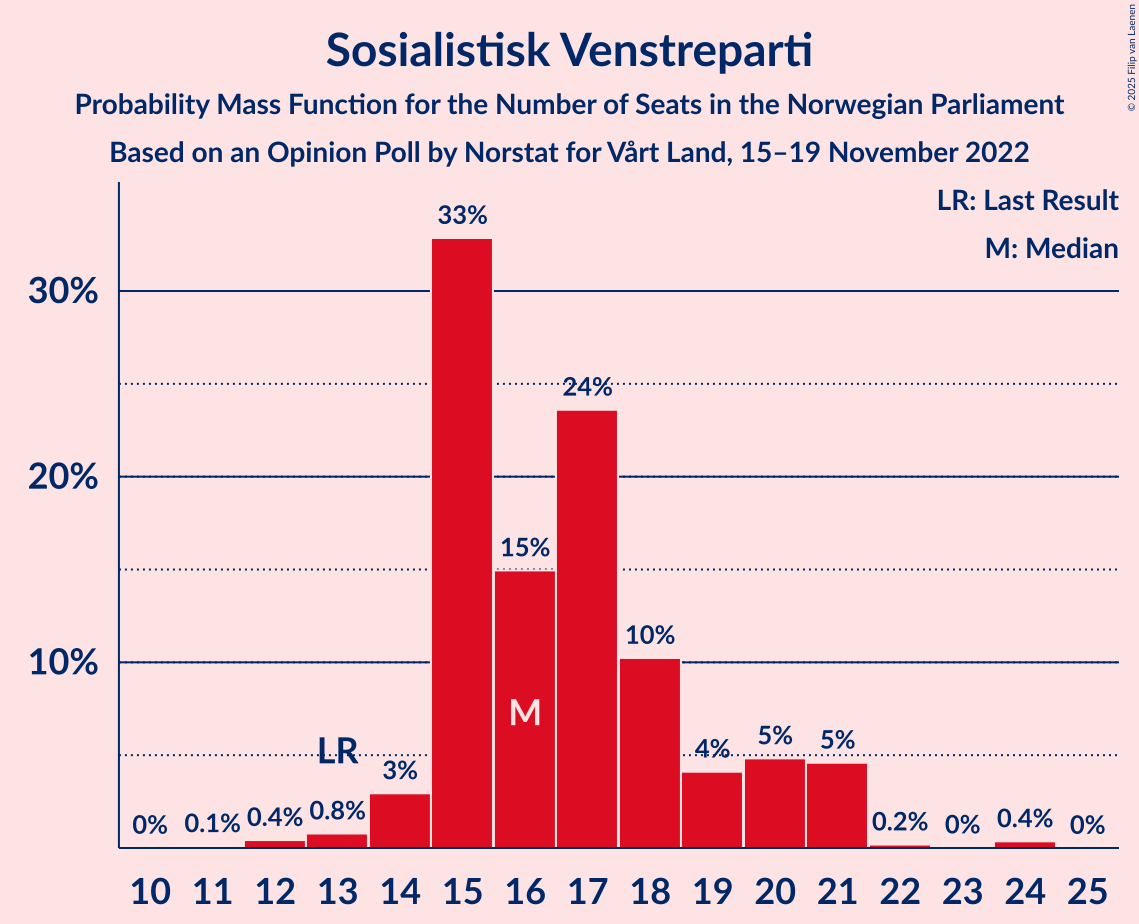 Sosialistisk Venstreparti
Probability Mass Function for the Number of Seats in the Norwegian Parliament
Based on an Opinion Poll by Norstat for Vårt Land, 15–19 November 2022
© 2025 Filip van Laenen
LR: Last Result
M: Median
30%
20%
10%
0%
0.1%
0.4%
0.8%
3%
33%
15%
24%
10%
4%
5%
5%
0.2%
0%
0.4%
0%
LR
M
10 11 12 13 14 15 16 17 18 19 20 21 22 23 24 25